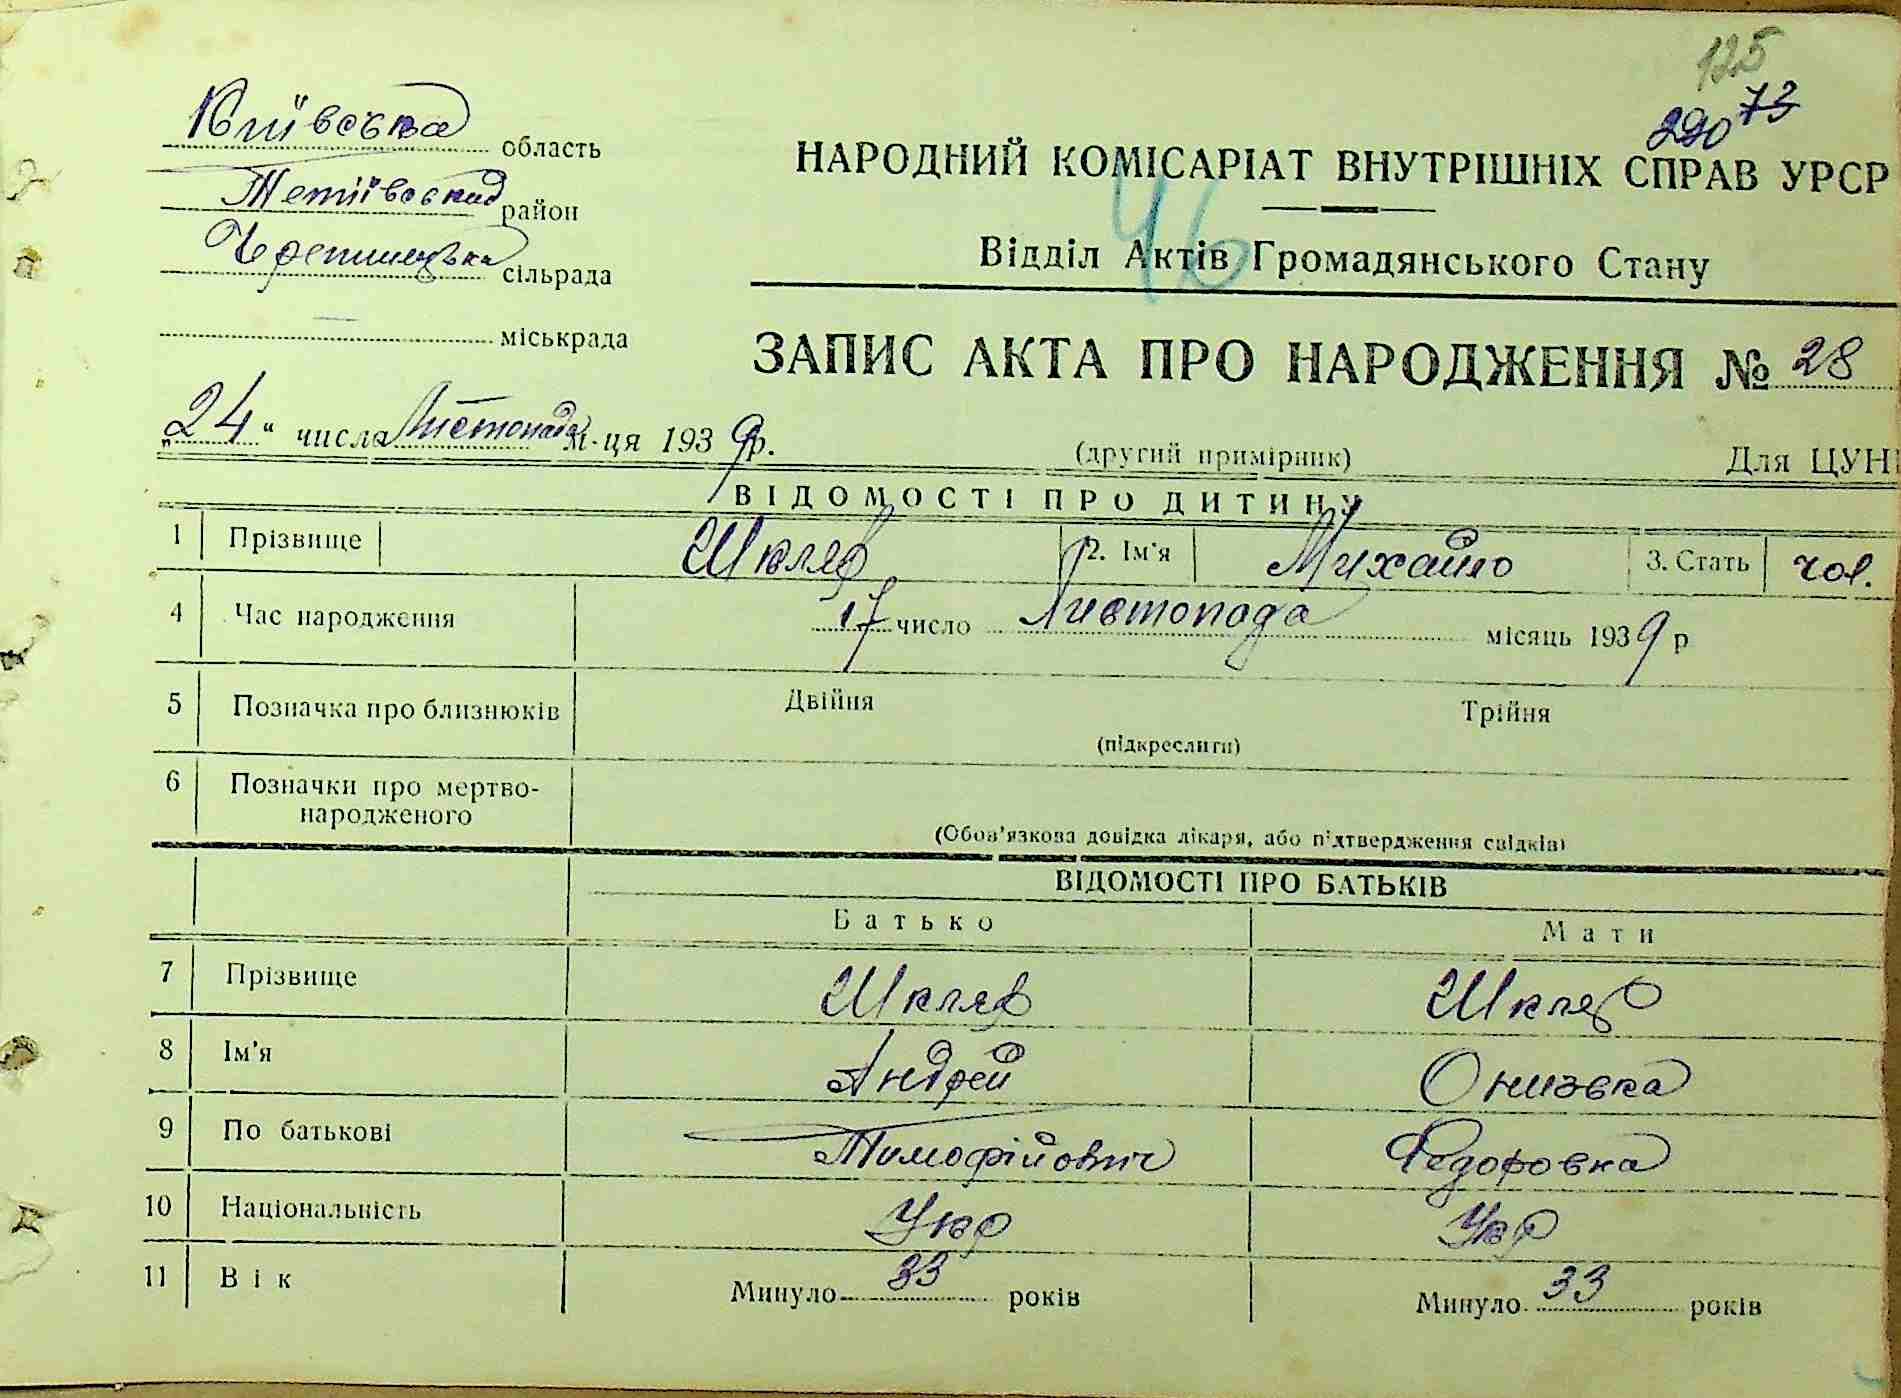 125
220 73
Київська область
Тетіївський район
сільрада
міськрада
НАРОДНИЙ КОМІСАРІАТ ВНУТРІШНІХ СПРАВ УРСР
46
Відділ Актів Громадянського Стану
ЗАПИС АКТА ПРО НАРОДЖЕННЯ № 28
„24“ числа Листопада м-ця 1939 р.
(другий примірник) Для ЦУН
ВІДОМОСТІ ПРО ДИТИНУ
1 Прізвище Шкляр 2. Ім'я Михайло 3. Стать чол.
4 Час народження 17 число Листопада місяць 1939 р
5 Позначка про близнюків Двійня Трійня
(підкреслити)
6 Позначки про мертво-
народженого
(Обов'язкова довідка лікаря, або підтвердження свідків)
ВІДОМОСТІ ПРО БАТЬКІВ
Батько Мати
7 Прізвище Шкляр Шкляр
8 Ім'я Андрей Онизька
9 По батькові Тимофійович Федоровна
10 Національність Укр Укр
11 Вік Минуло 33 років Минуло 33 років